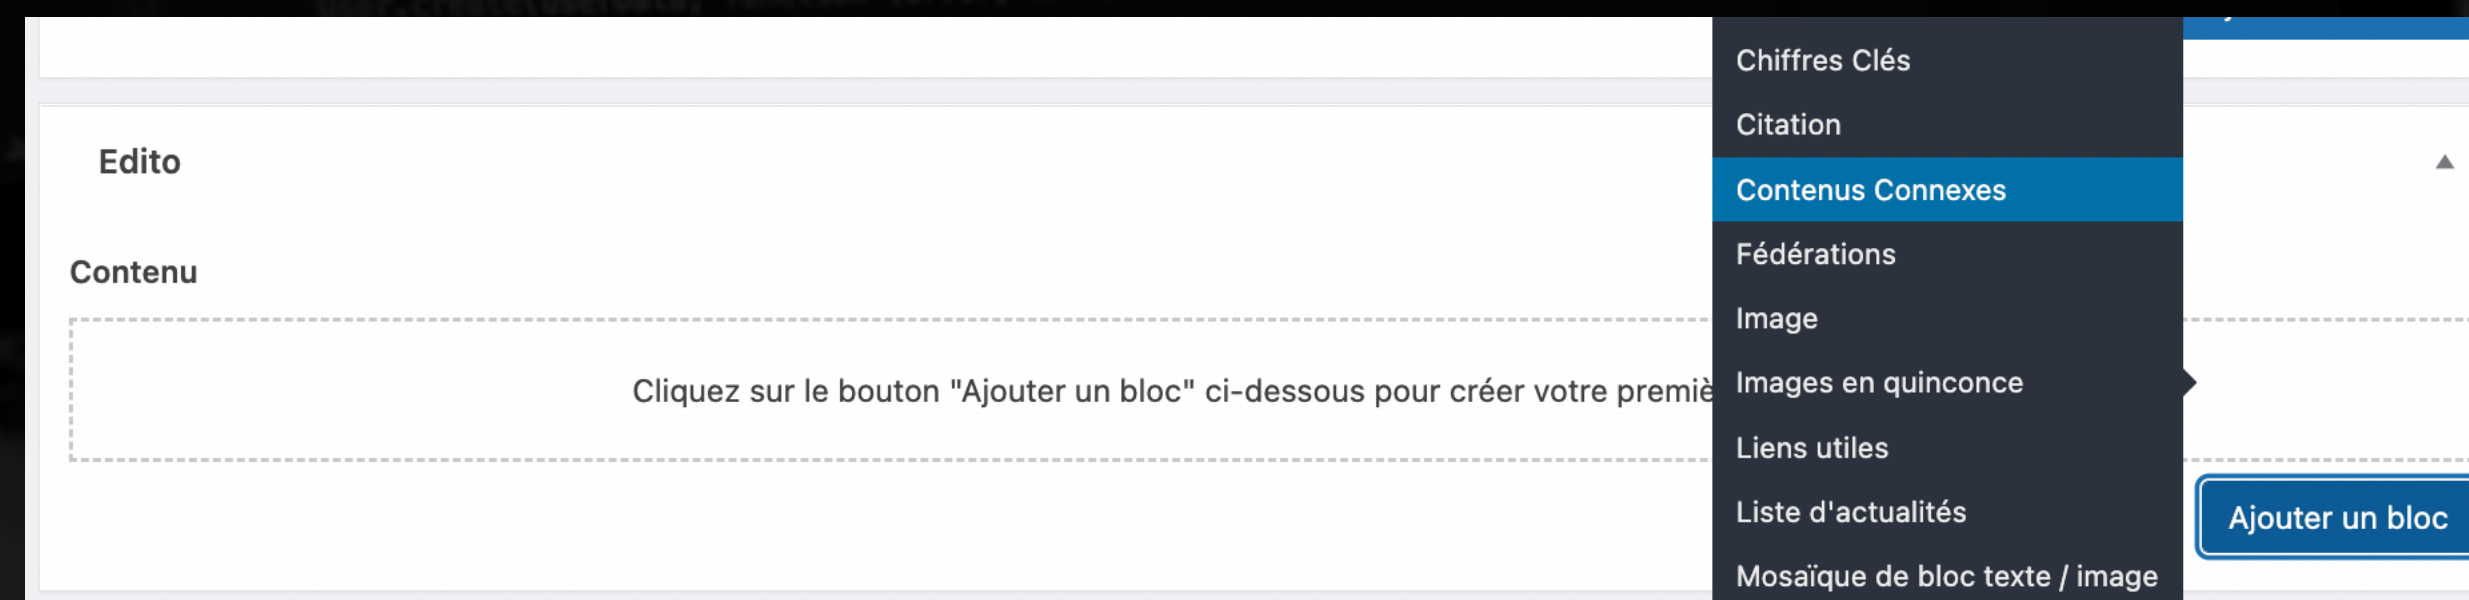 Chiffres Clés
Citation
Edito
Contenus Connexes
Fédérations
Contenu
Image
Cliquez sur le bouton "Ajouter un bloc" ci-dessous pour créer votre premiè
Images en quinconce
Liens utiles
Liste d'actualités
Ajouter un bloc
Mosaïque de bloc texte / image